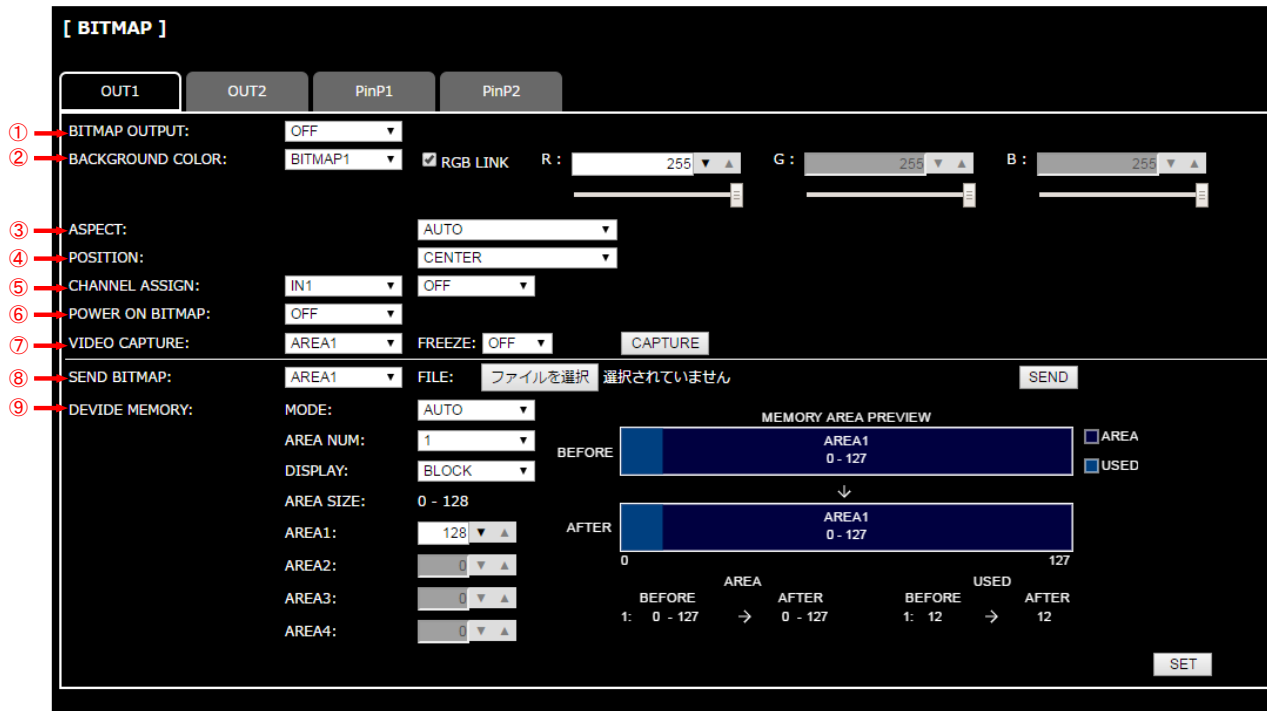 [ BITMAP ]
OUT1 OUT2 PinP1 PinP2
① BITMAP OUTPUT: OFF
② BACKGROUND COLOR: BITMAP1 RGB LINK R : 255 G : 255 B : 255
③ ASPECT: AUTO
④ POSITION: CENTER
⑤ CHANNEL ASSIGN: IN1 OFF
⑥ POWER ON BITMAP: OFF
⑦ VIDEO CAPTURE: AREA1 FREEZE: OFF CAPTURE
⑧ SEND BITMAP: AREA1 FILE: ファイルを選択 選択されていません SEND
⑨ DEVIDE MEMORY: MODE: AUTO
MEMORY AREA PREVIEW
AREA NUM: 1
BEFORE AREA1 AREA
0 - 127
DISPLAY: BLOCK USED
AREA SIZE: 0 - 128 ↓
AREA1: 128 AFTER AREA1
0 - 127
0 127
AREA2: 0
AREA USED
AREA3: 0 BEFORE AFTER BEFORE AFTER
1: 0 - 127 → 0 - 127 1: 12 → 12
AREA4: 0
SET